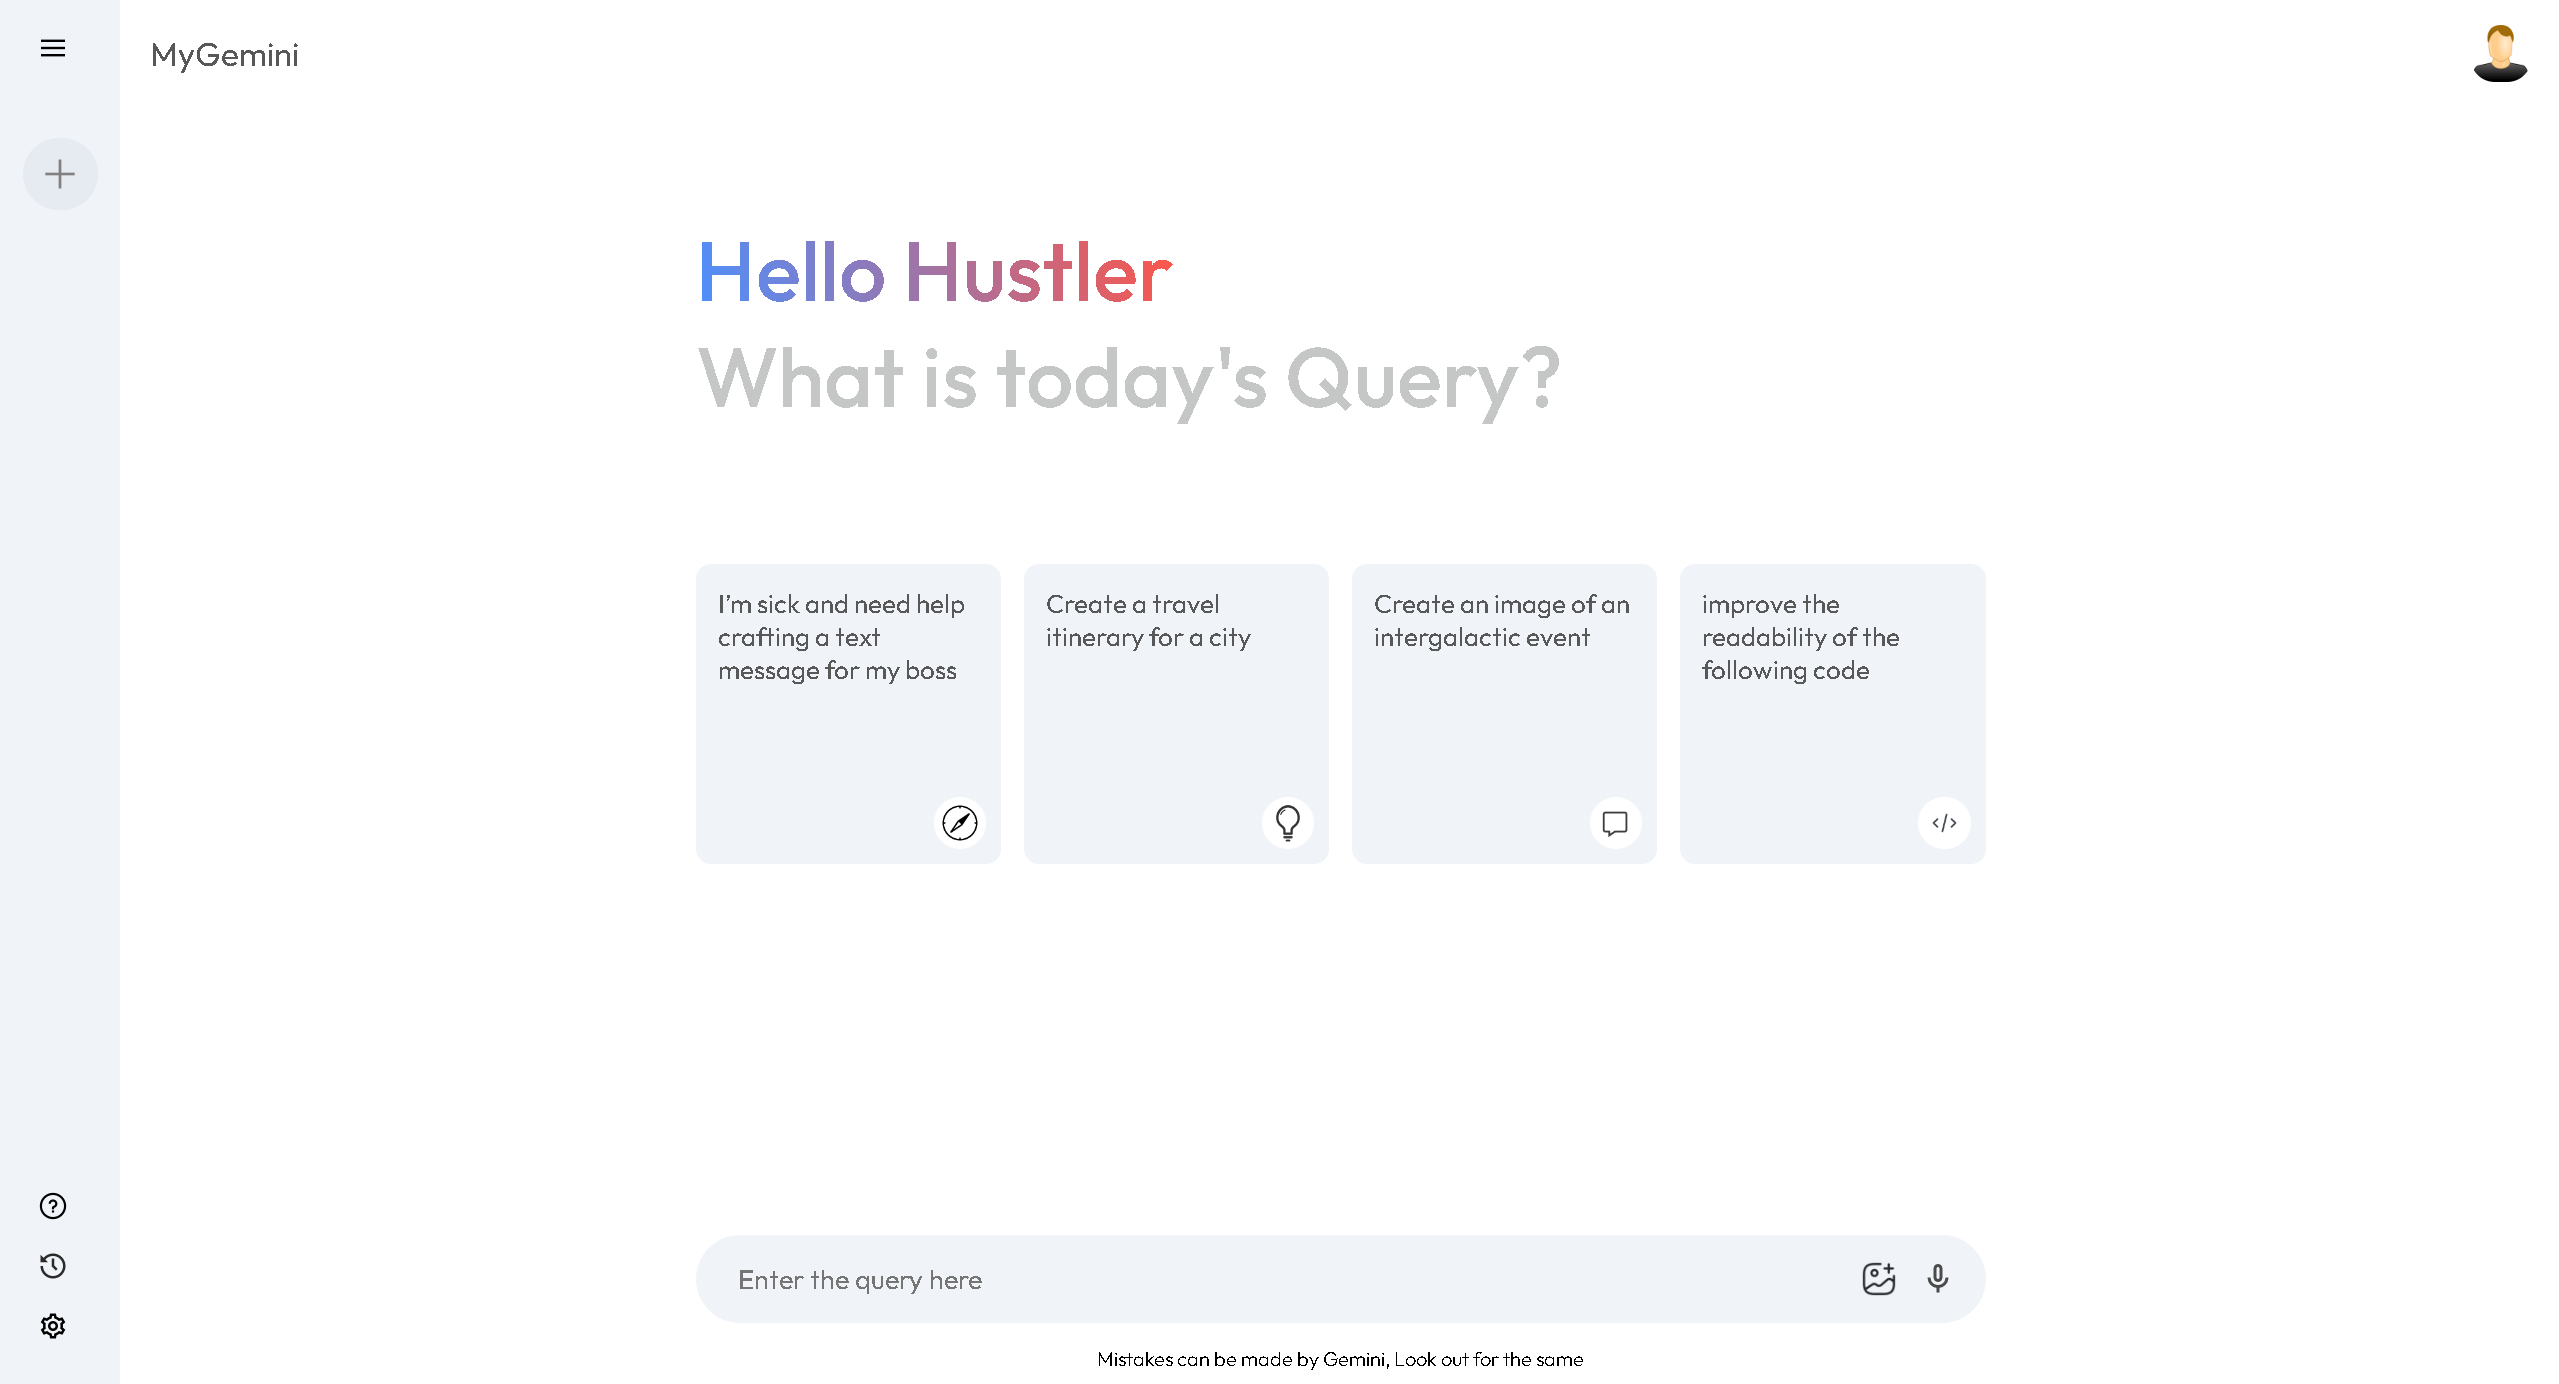 MyGemini
Hello Hustler
What is today's Query?
I'm sick and need help
crafting a text
message for my boss
Create a travel
itinerary for a city
Create an image of an
intergalactic event
improve the
readability of the
following code
Enter the query here
Mistakes can be made by Gemini, Look out for the same